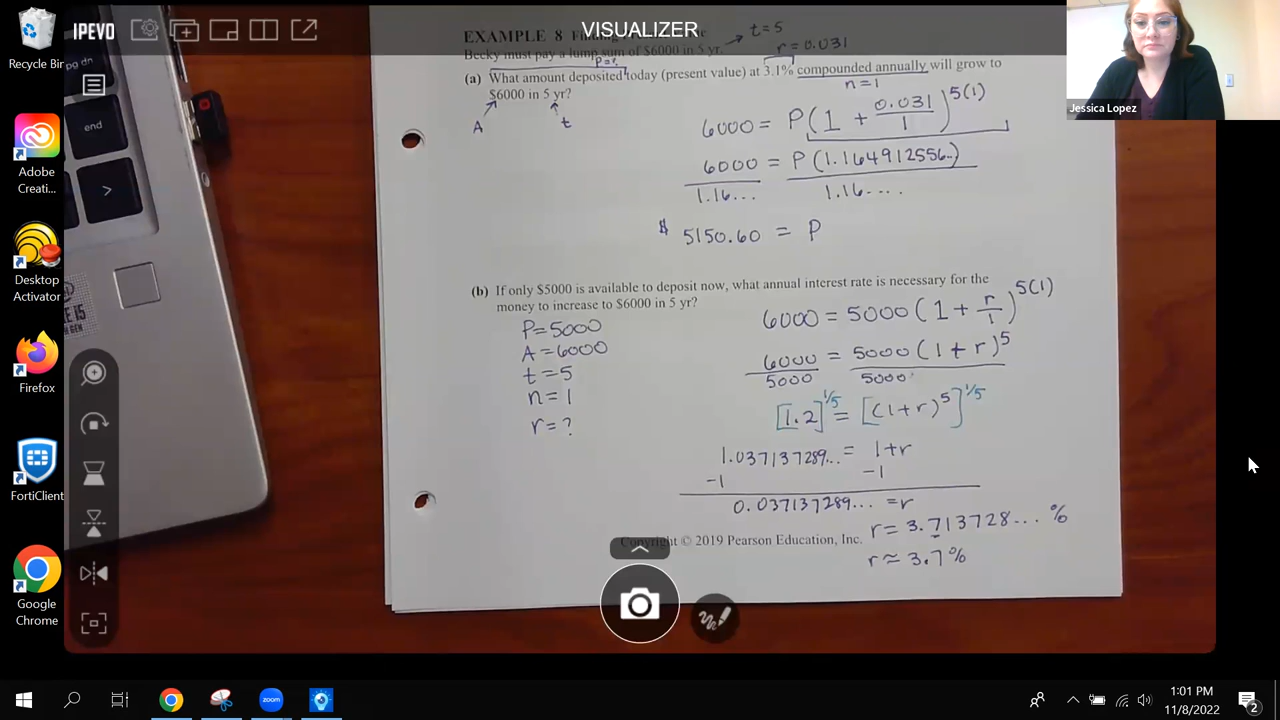 IPEVO
VISUALIZER
Recycle Bin
Adobe
Creati...
Desktop
Activator
Firefox
FortiClient
Google
Chrome
pg dn
end
EXAMPLE 8
t = 5
Becky must pay a lump sum of $6000 in 5 yr.
r = 0.031
P = ?
(a) What amount deposited today (present value) at 3.1% compounded annually will grow to
$6000 in 5 yr?
n = 1
A
t
6000 = P(1 + 0.031/1)^5(1)
6000 = P(1.164912556..)
1.16... 1.16....
$ 5150.60 = P
(b) If only $5000 is available to deposit now, what annual interest rate is necessary for the
money to increase to $6000 in 5 yr?
P = 5000
A = 6000
t = 5
n = 1
r = ?
6000 = 5000 (1 + r/1)^5(1)
6000 = 5000 (1 + r)^5
5000 5000
[1.2]^1/5 = [(1+r)^5]^1/5
1.037137289... = 1+r
-1 -1
0.037137289... = r
r = 3.713728... %
r ≈ 3.7%
Copyright © 2019 Pearson Education, Inc.
Jessica Lopez
zoom
1:01 PM
11/8/2022
2